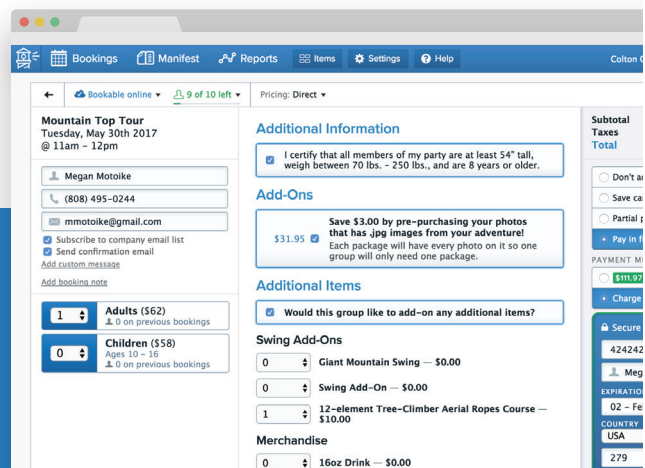 Bookings
Manifest
Reports
Items
Settings
Help
Colton
Bookable online
9 of 10 left
Pricing: Direct
Mountain Top Tour
Tuesday, May 30th 2017
@ 11am – 12pm
Megan Motoike
(808) 495-0244
mmotoike@gmail.com
Subscribe to company email list
Send confirmation email
Add custom message
Add booking note
1
Adults ($62)
0 on previous bookings
0
Children ($58)
Ages 10 – 16
0 on previous bookings
Additional Information
I certify that all members of my party are at least 54" tall,
weigh between 70 lbs. – 250 lbs., and are 8 years or older.
Add-Ons
$31.95
Save $3.00 by pre-purchasing your photos
that has .jpg images from your adventure!
Each package will have every photo on it so one
group will only need one package.
Additional Items
Would this group like to add-on any additional items?
Swing Add-Ons
0 Giant Mountain Swing — $0.00
0 Swing Add-On — $0.00
1 12-element Tree-Climber Aerial Ropes Course —
$10.00
Merchandise
0 16oz Drink — $0.00
Subtotal
Taxes
Total
Don't a
Save ca
Partial p
Pay in f
PAYMENT M
$111.97
Charge
Secure
424242
Meg
EXPIRATIO
02 – Fe
COUNTRY
USA
279